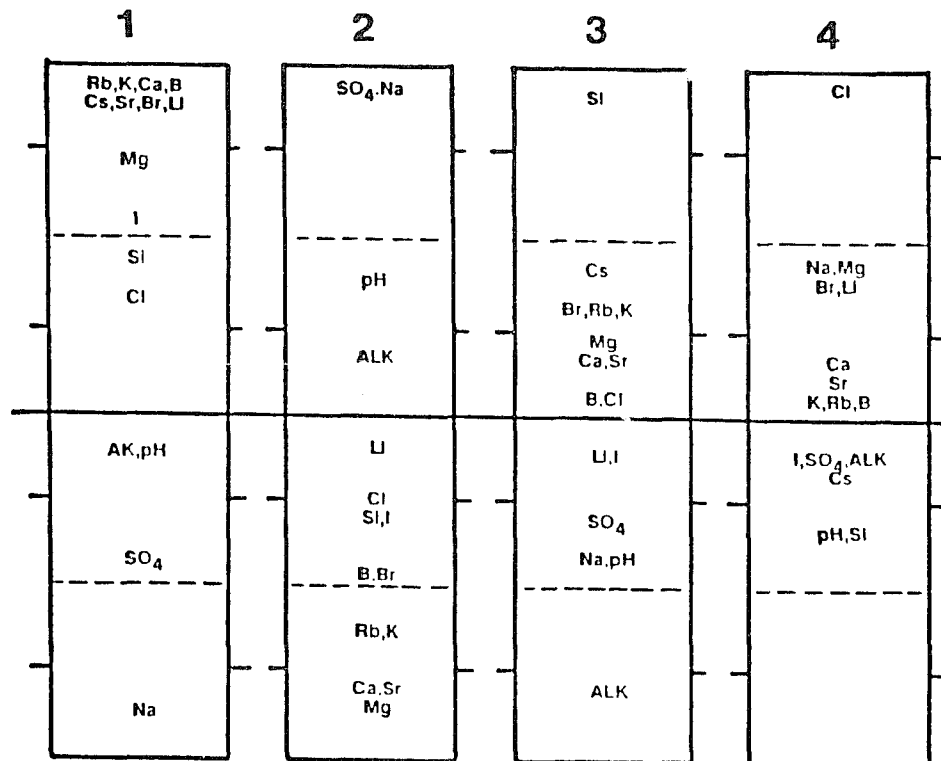 1
Rb,K,Ca,B
Cs,Sr,Br,LI
Mg
I
SI
Cl
AK,pH
SO₄
Na
2
SO₄.Na
pH
ALK
LI
Cl
SI,I
B.Br
Rb,K
Ca.Sr
Mg
3
SI
Cs
Br,Rb,K
Mg
Ca,Sr
B.Cl
LI,I
SO₄
Na,pH
ALK
4
Cl
Na,Mg
Br,LI
Ca
Sr
K,Rb,B
I,SO₄.ALK
Cs
pH,SI